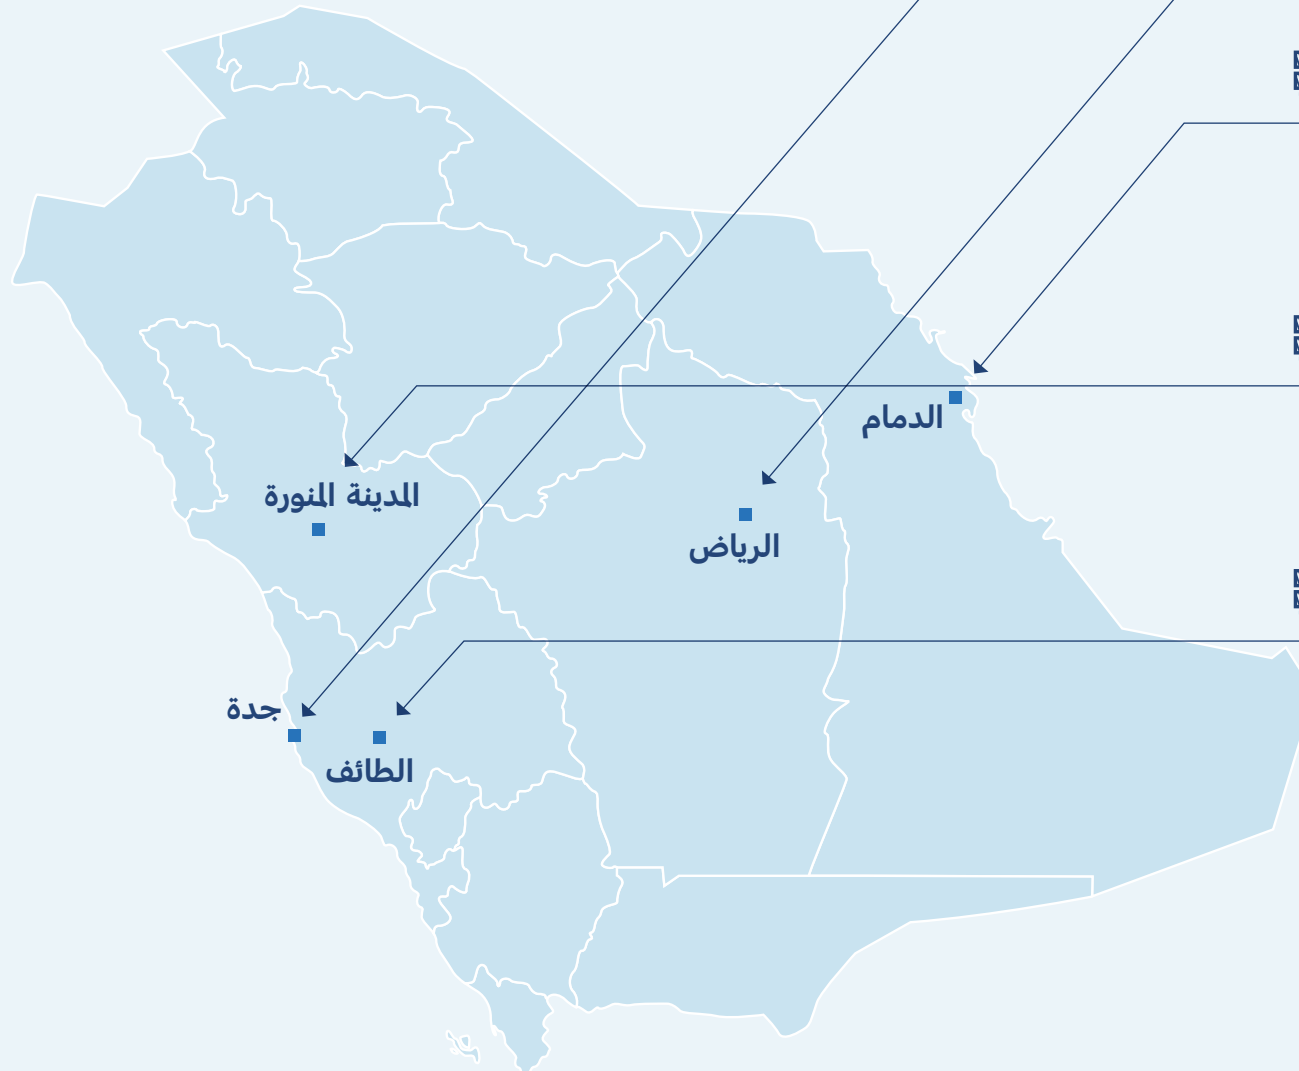 الدمام
المدينة المنورة
الرياض
جدة
الطائف